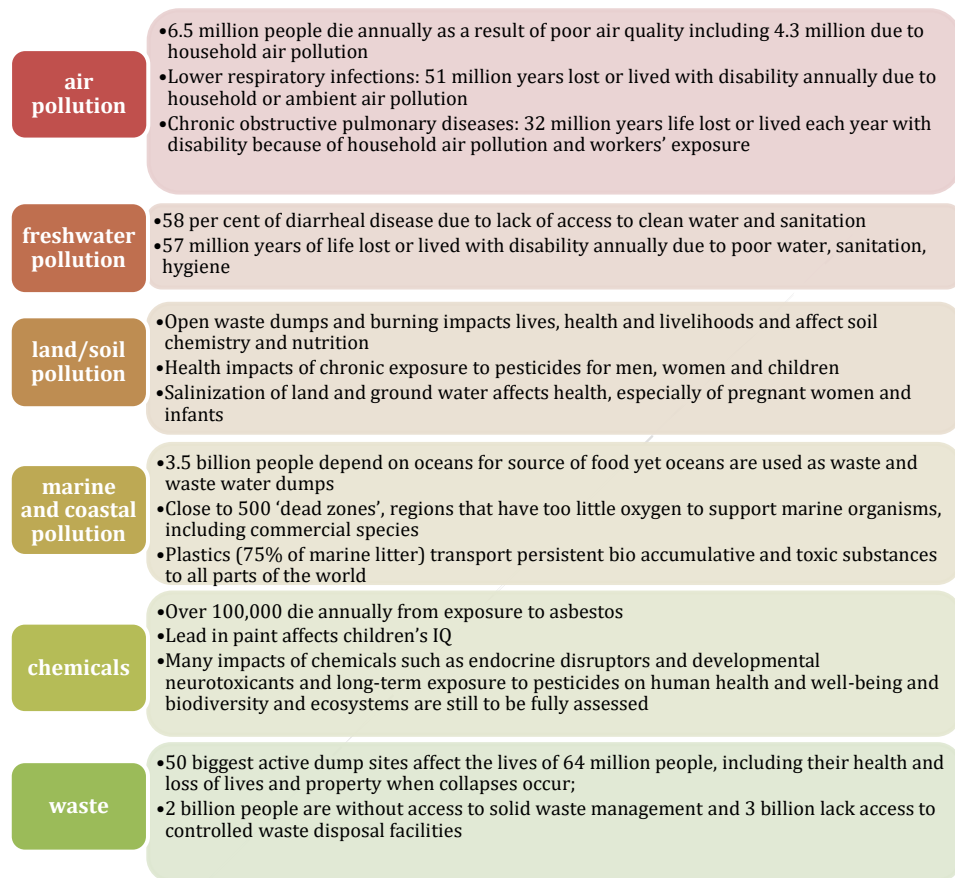 air
pollution
•6.5 million people die annually as a result of poor air quality including 4.3 million due to
household air pollution
•Lower respiratory infections: 51 million years lost or lived with disability annually due to
household or ambient air pollution
•Chronic obstructive pulmonary diseases: 32 million years life lost or lived each year with
disability because of household air pollution and workers’ exposure
freshwater
pollution
•58 per cent of diarrheal disease due to lack of access to clean water and sanitation
•57 million years of life lost or lived with disability annually due to poor water, sanitation,
hygiene
land/soil
pollution
•Open waste dumps and burning impacts lives, health and livelihoods and affect soil
chemistry and nutrition
•Health impacts of chronic exposure to pesticides for men, women and children
•Salinization of land and ground water affects health, especially of pregnant women and
infants
marine
and coastal
pollution
•3.5 billion people depend on oceans for source of food yet oceans are used as waste and
waste water dumps
•Close to 500 ‘dead zones’, regions that have too little oxygen to support marine organisms,
including commercial species
•Plastics (75% of marine litter) transport persistent bio accumulative and toxic substances
to all parts of the world
chemicals
•Over 100,000 die annually from exposure to asbestos
•Lead in paint affects children’s IQ
•Many impacts of chemicals such as endocrine disruptors and developmental
neurotoxicants and long-term exposure to pesticides on human health and well-being and
biodiversity and ecosystems are still to be fully assessed
waste
•50 biggest active dump sites affect the lives of 64 million people, including their health and
loss of lives and property when collapses occur;
•2 billion people are without access to solid waste management and 3 billion lack access to
controlled waste disposal facilities